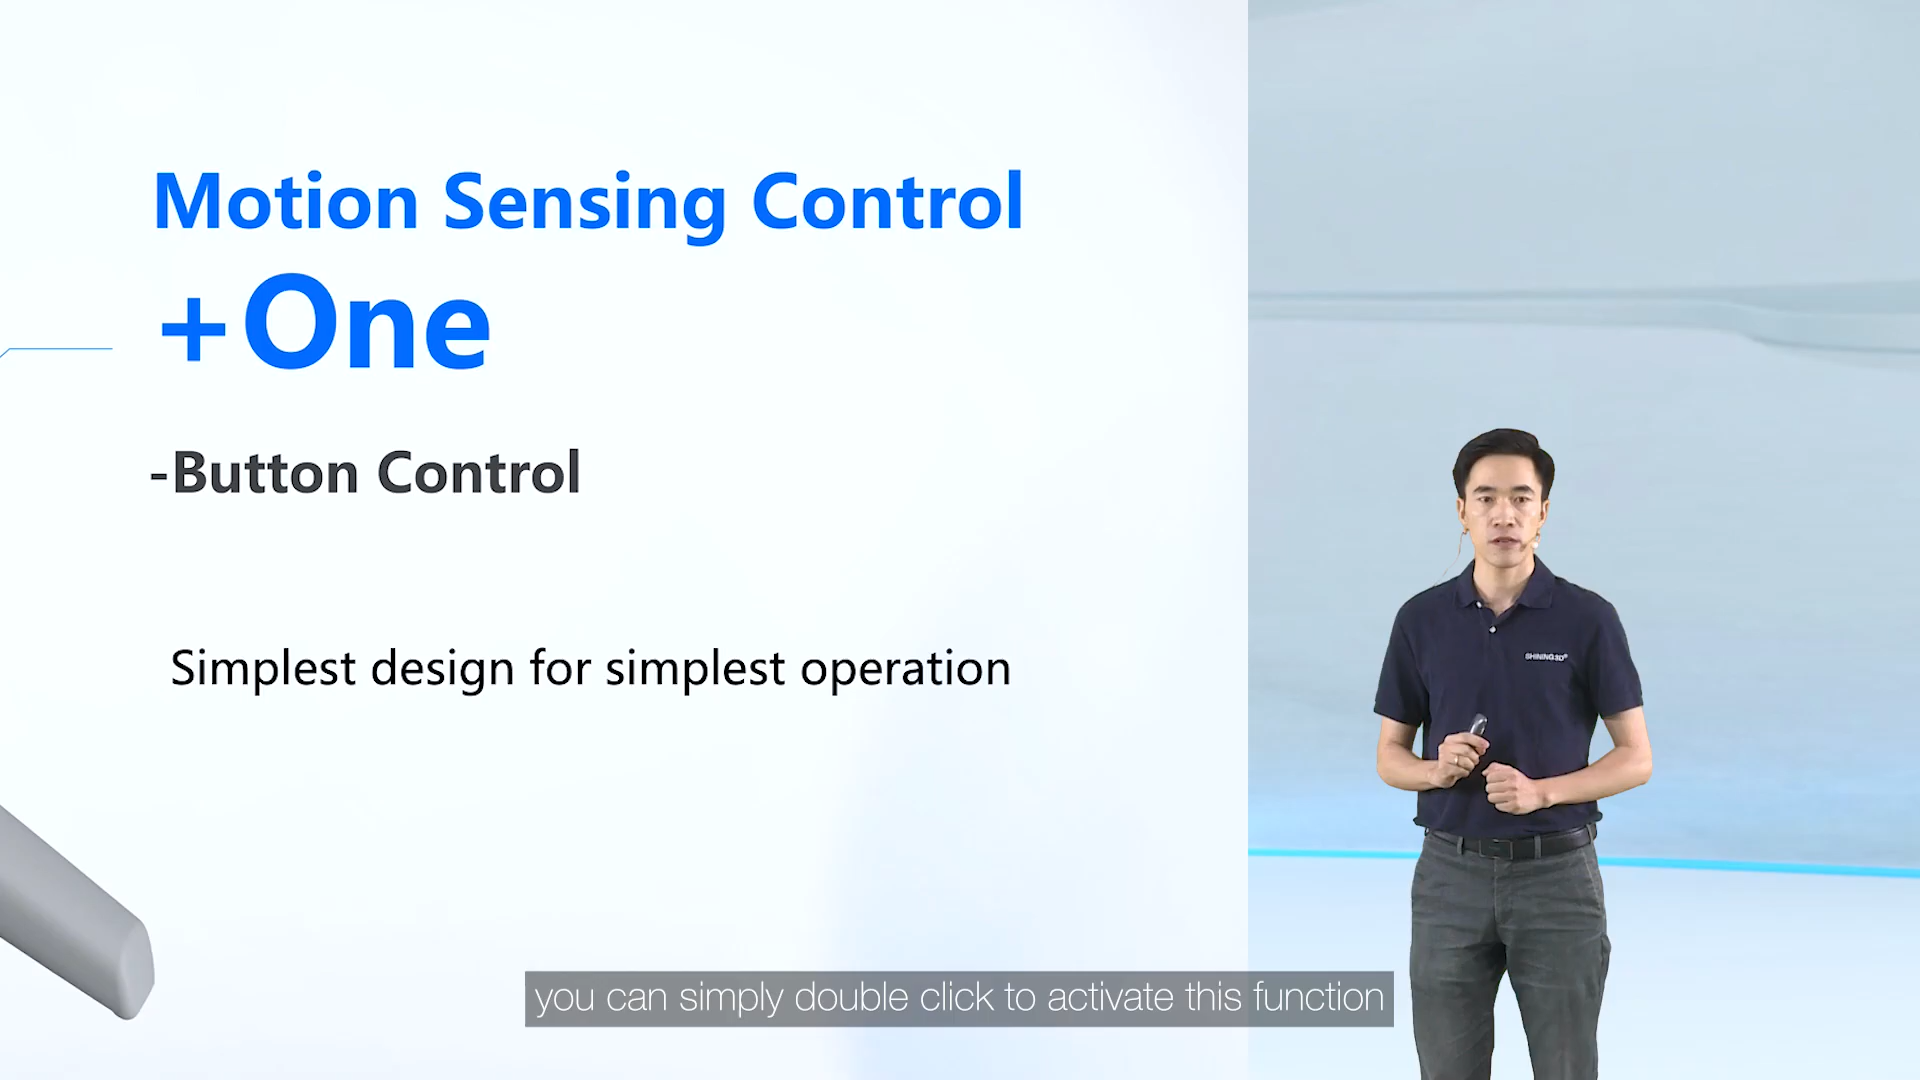 Motion Sensing Control
+One
-Button Control
Simplest design for simplest operation
SHINING3D®
you can simply double click to activate this function